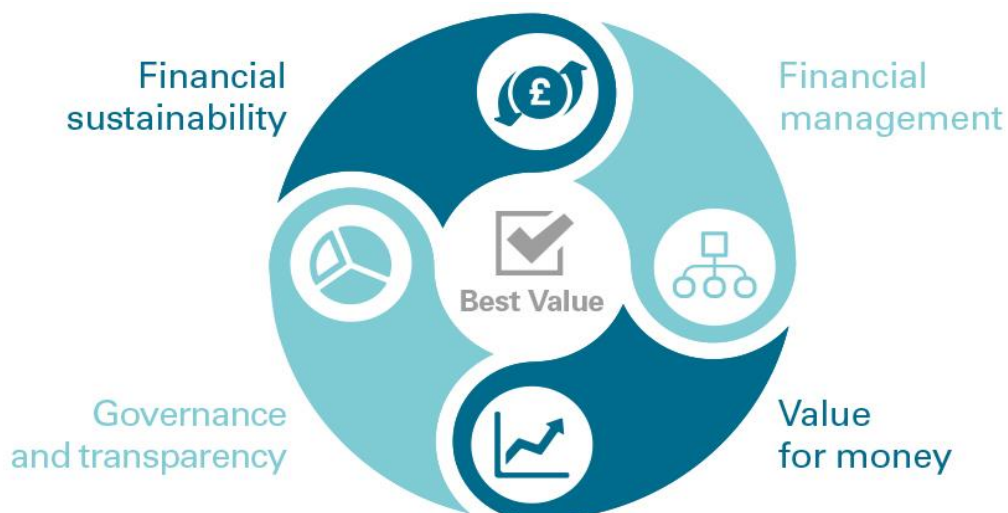 Financial
sustainability
£
Financial
management
Best Value
Governance
and transparency
Value
for money